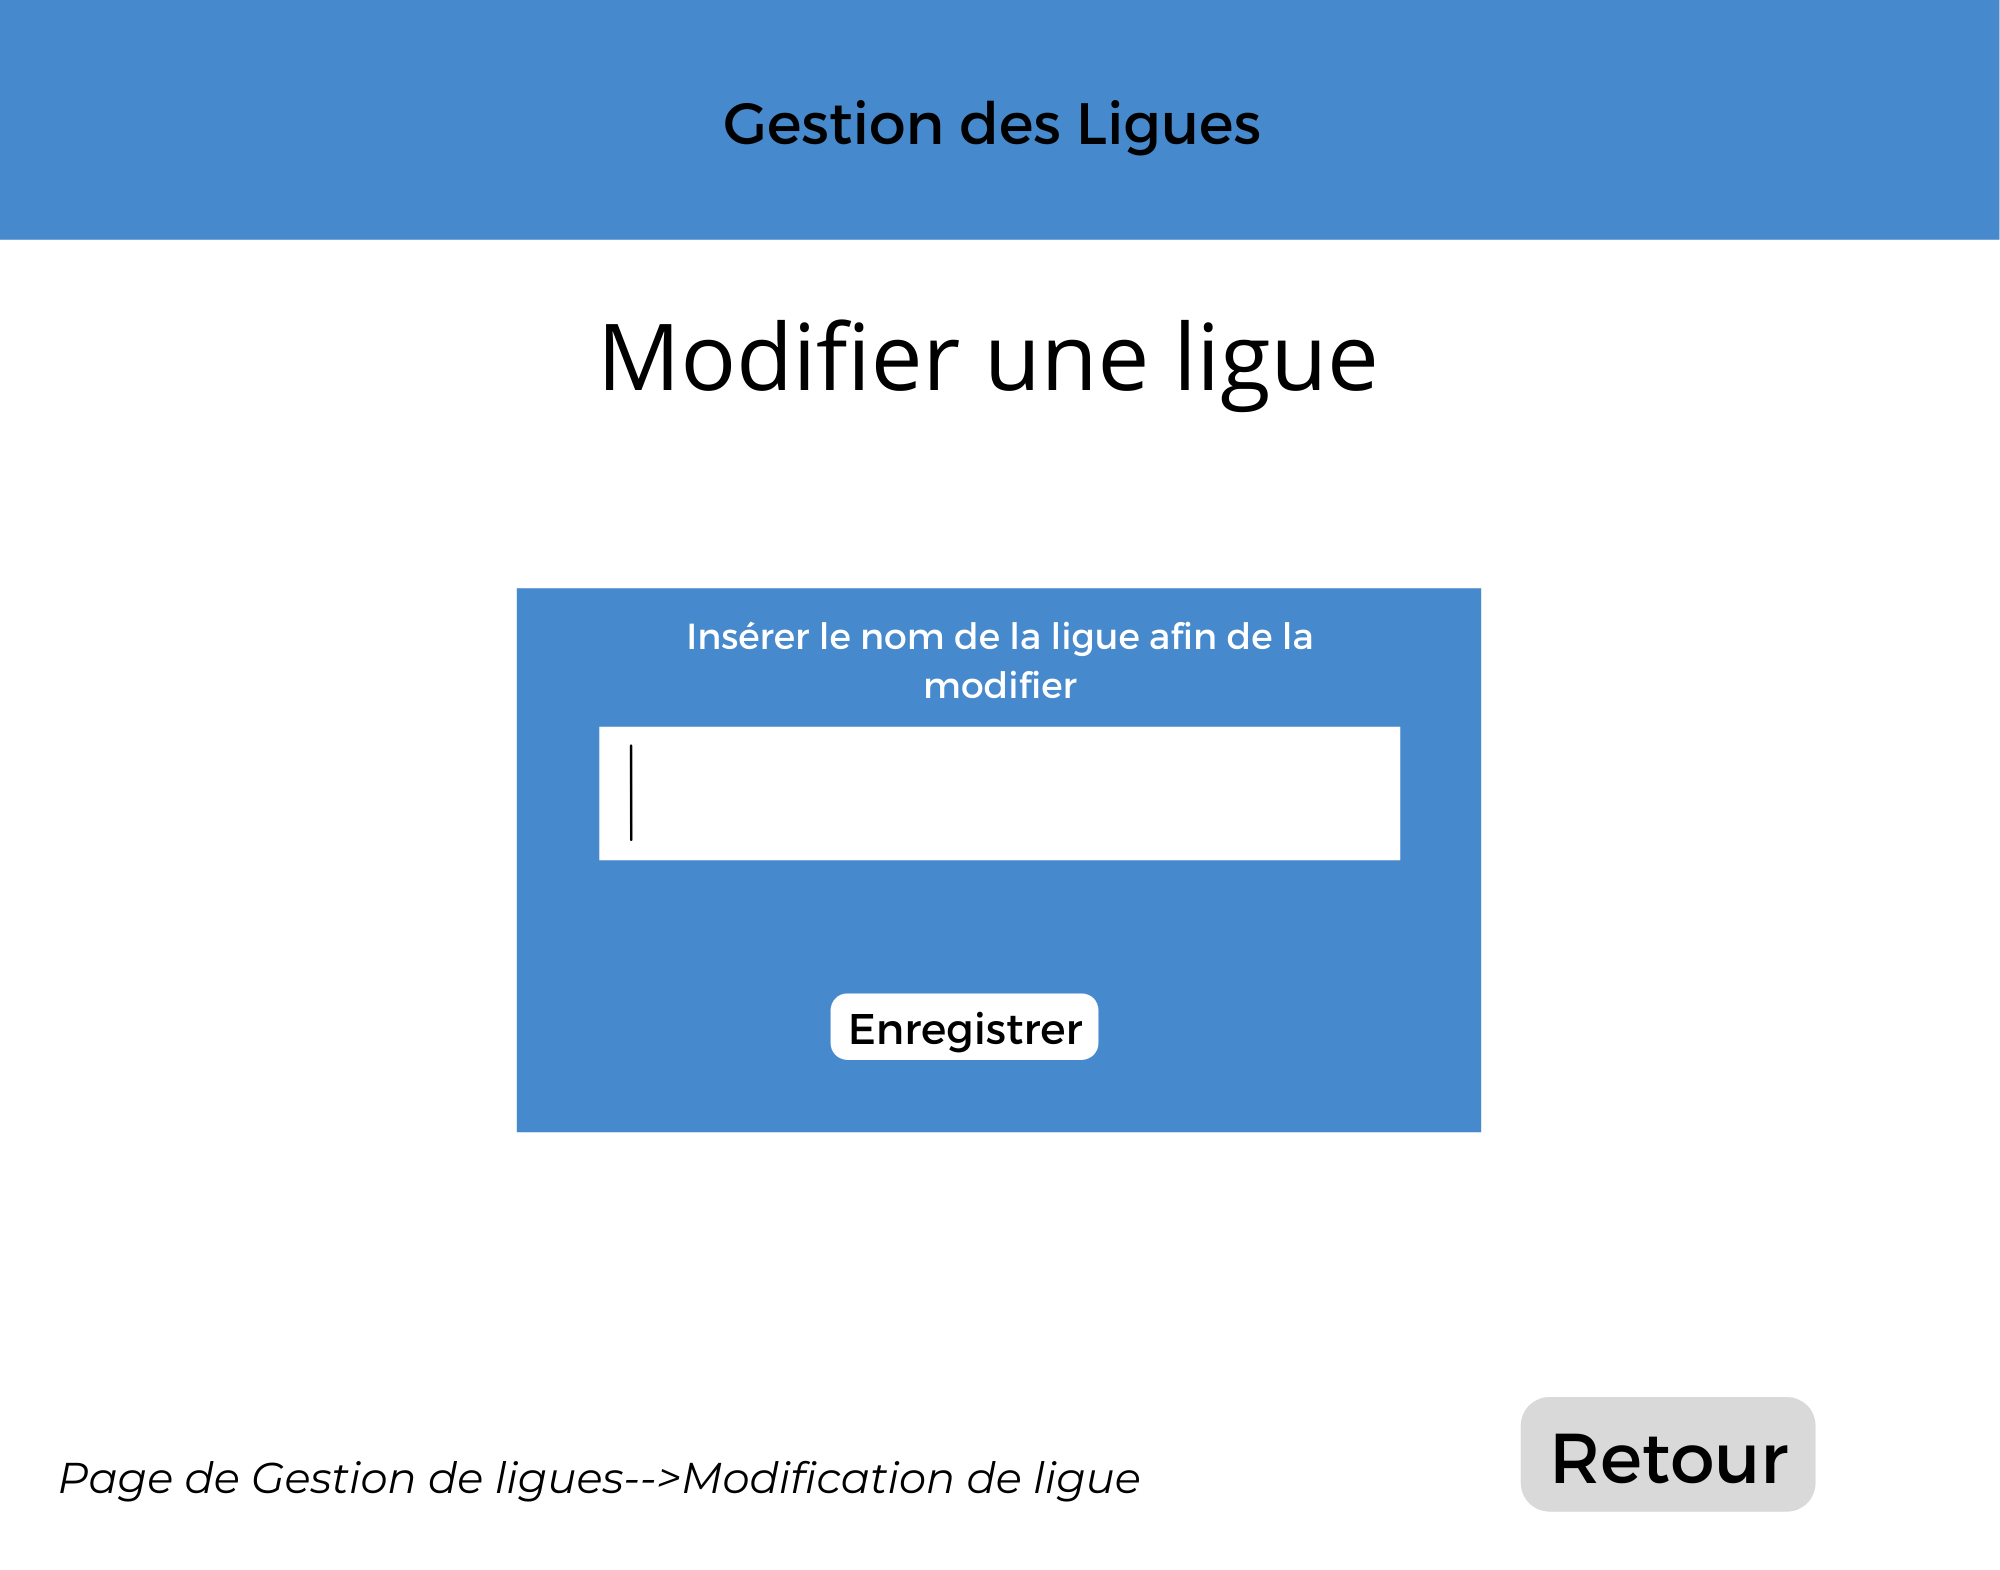 Gestion des Ligues
Modifier une ligue
Insérer le nom de la ligue afin de la
modifier
Enregistrer
Retour
Page de Gestion de ligues-->Modification de ligue